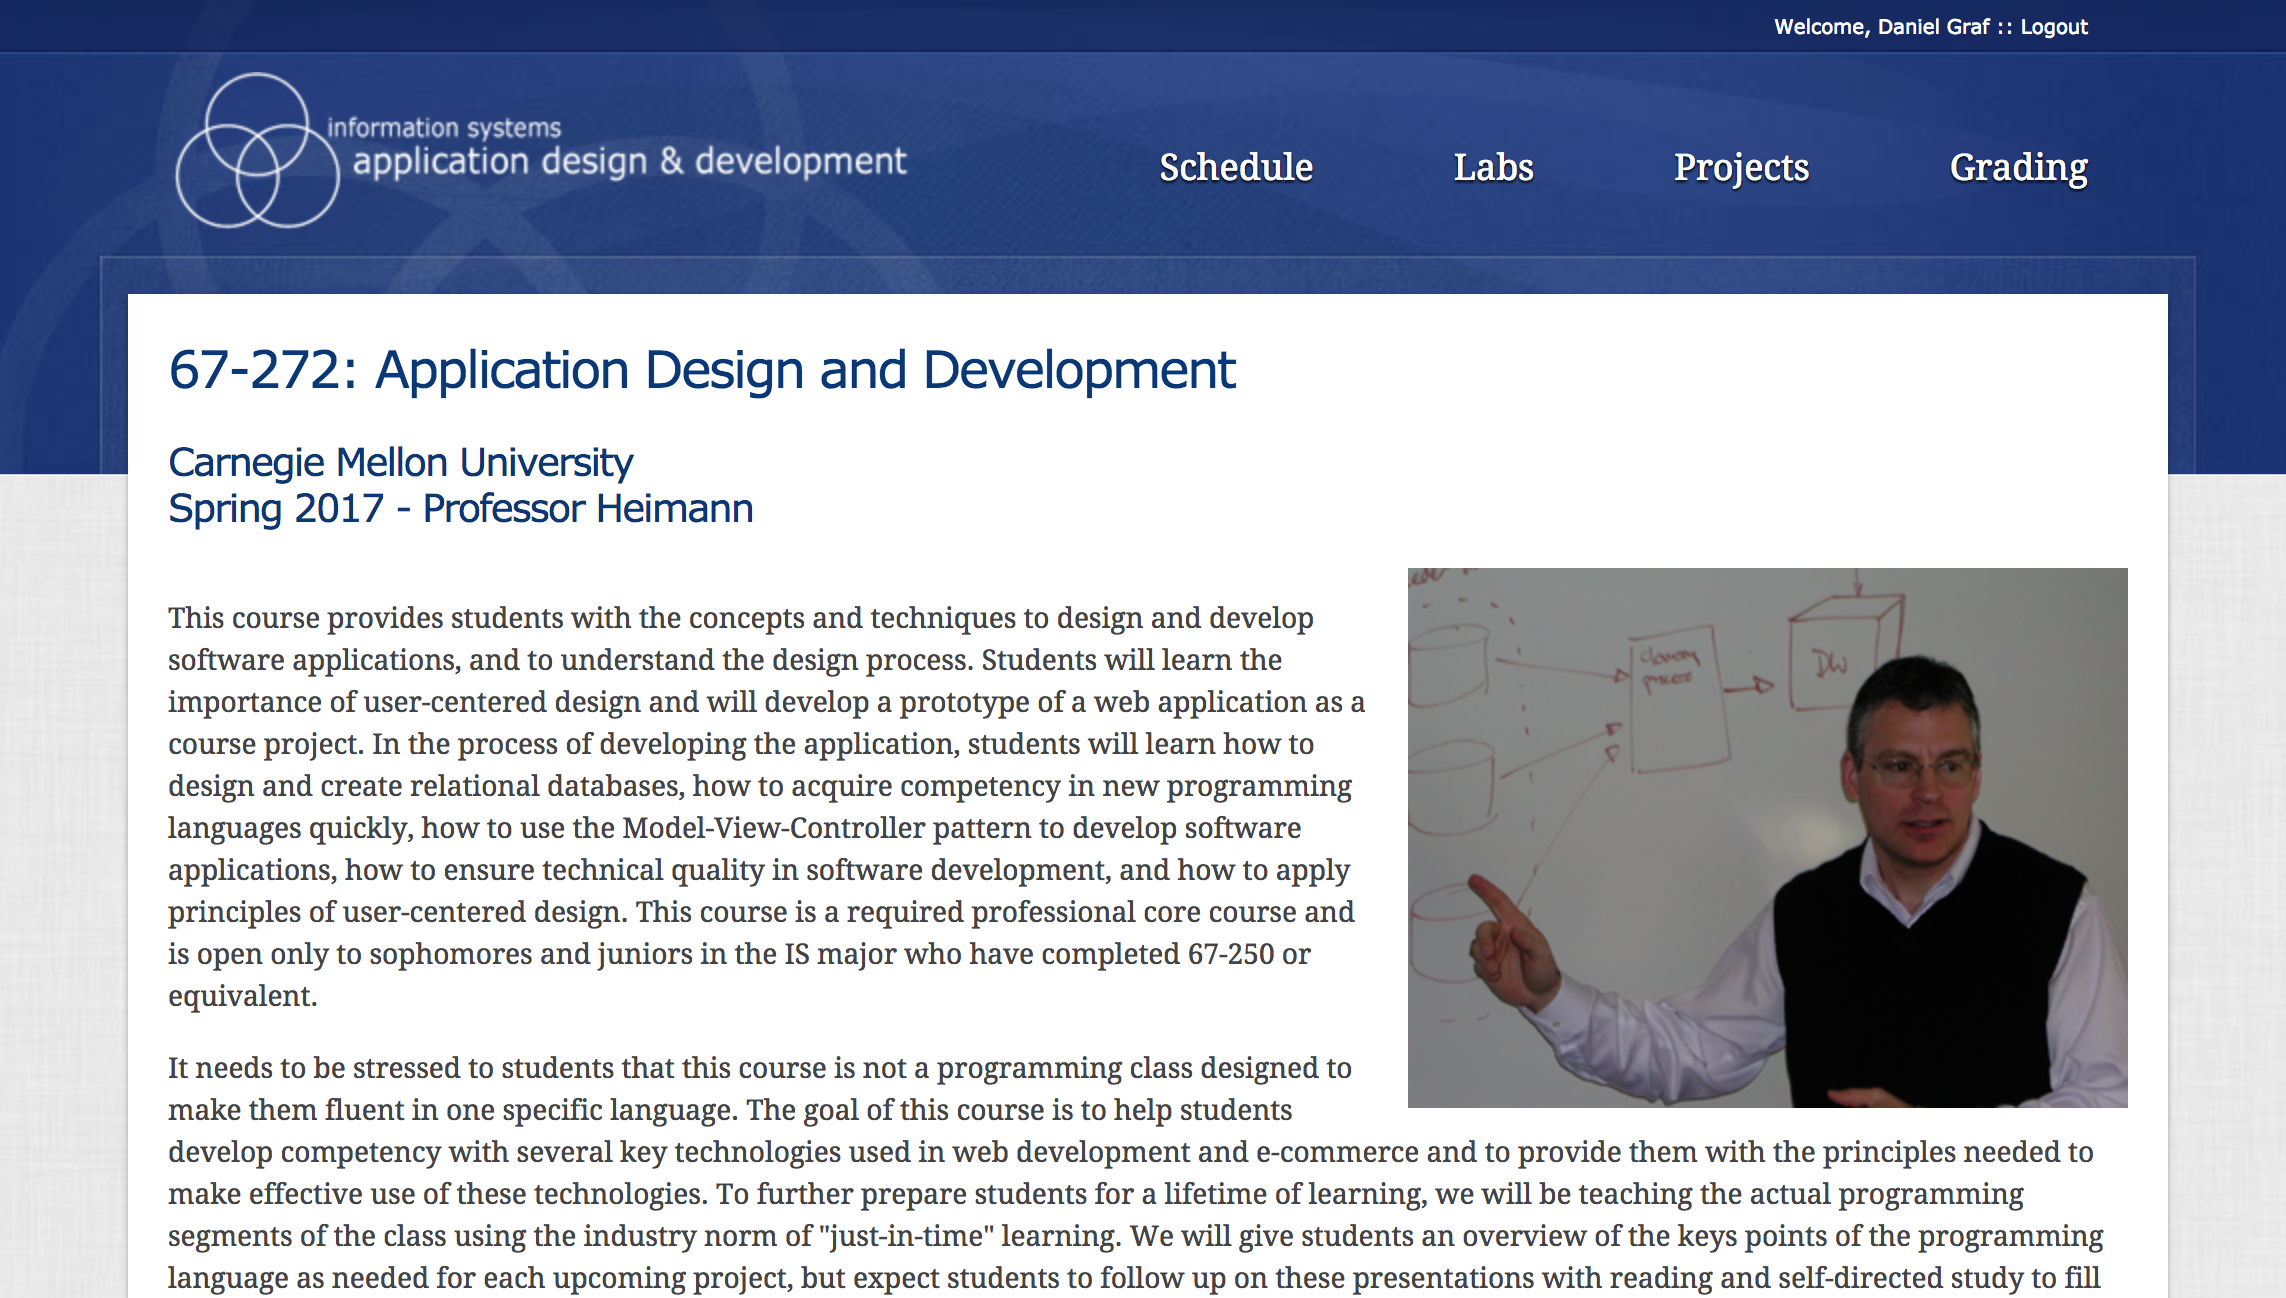 Welcome, Daniel Graf :: Logout
information systems
application design & development
Schedule Labs Projects Grading
67-272: Application Design and Development
Carnegie Mellon University
Spring 2017 - Professor Heimann
This course provides students with the concepts and techniques to design and develop
software applications, and to understand the design process. Students will learn the
importance of user-centered design and will develop a prototype of a web application as a
course project. In the process of developing the application, students will learn how to
design and create relational databases, how to acquire competency in new programming
languages quickly, how to use the Model-View-Controller pattern to develop software
applications, how to ensure technical quality in software development, and how to apply
principles of user-centered design. This course is a required professional core course and
is open only to sophomores and juniors in the IS major who have completed 67-250 or
equivalent.
process
DW
It needs to be stressed to students that this course is not a programming class designed to
make them fluent in one specific language. The goal of this course is to help students
develop competency with several key technologies used in web development and e-commerce and to provide them with the principles needed to
make effective use of these technologies. To further prepare students for a lifetime of learning, we will be teaching the actual programming
segments of the class using the industry norm of "just-in-time" learning. We will give students an overview of the keys points of the programming
language as needed for each upcoming project, but expect students to follow up on these presentations with reading and self-directed study to fill